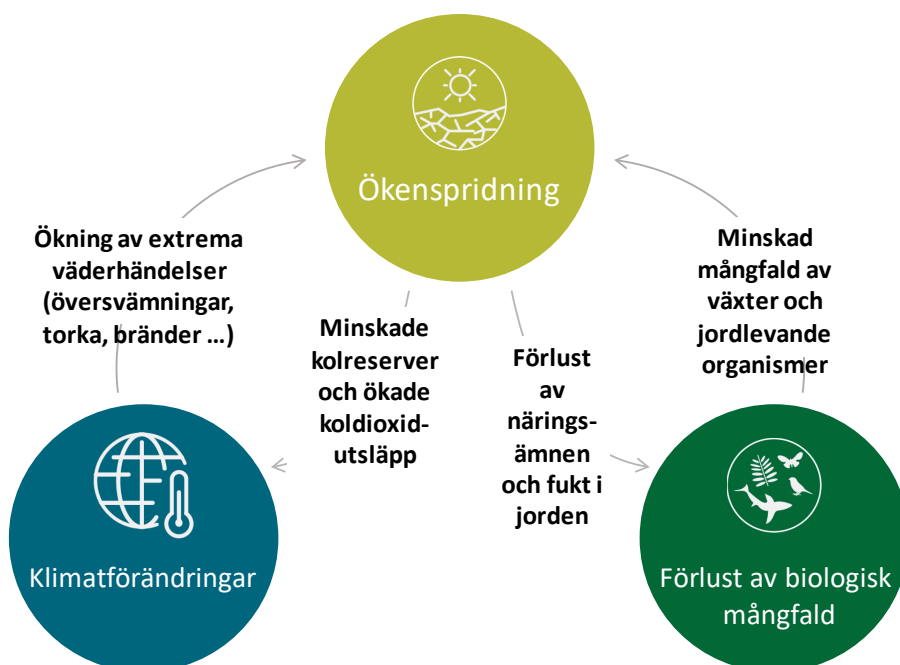 Ökenspridning
Ökning av extrema
väderhändelser
(översvämningar,
torka, bränder …)
Minskade
kolreserver
och ökade
koldioxid-
utsläpp
Förlust
av
närings-
ämnen
och fukt i
jorden
Minskad
mångfald av
växter och
jordlevande
organismer
Klimatförändringar
Förlust av biologisk
mångfald